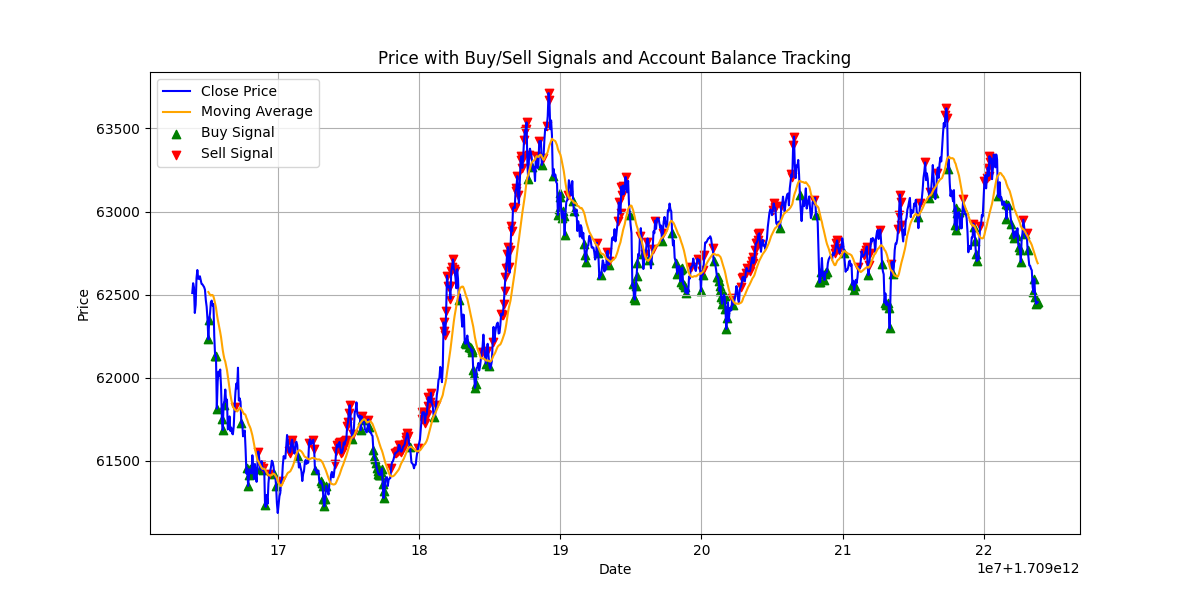 Price with Buy/Sell Signals and Account Balance Tracking
Close Price
Moving Average
Buy Signal
Sell Signal
63500
63000
62500
62000
61500
Price
17 18 19 20 21 22
Date
1e7+1.709e12